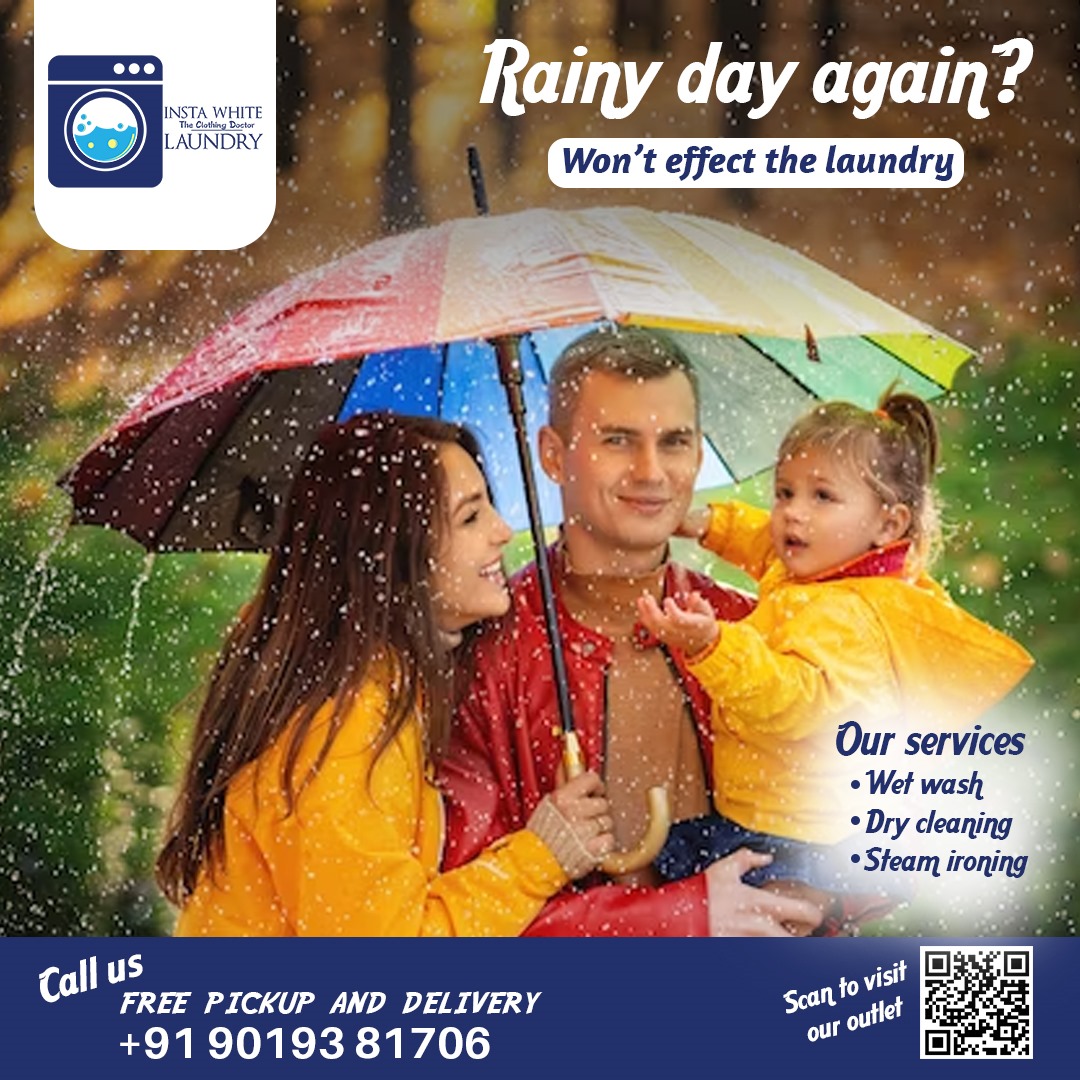 INSTA WHITE
The Clothing Doctor
LAUNDRY
Rainy day again?
Won't effect the laundry
Our services
• Wet wash
• Dry cleaning
• Steam ironing
Call us
FREE PICKUP AND DELIVERY
+91 90193 81706
Scan to visit
our outlet